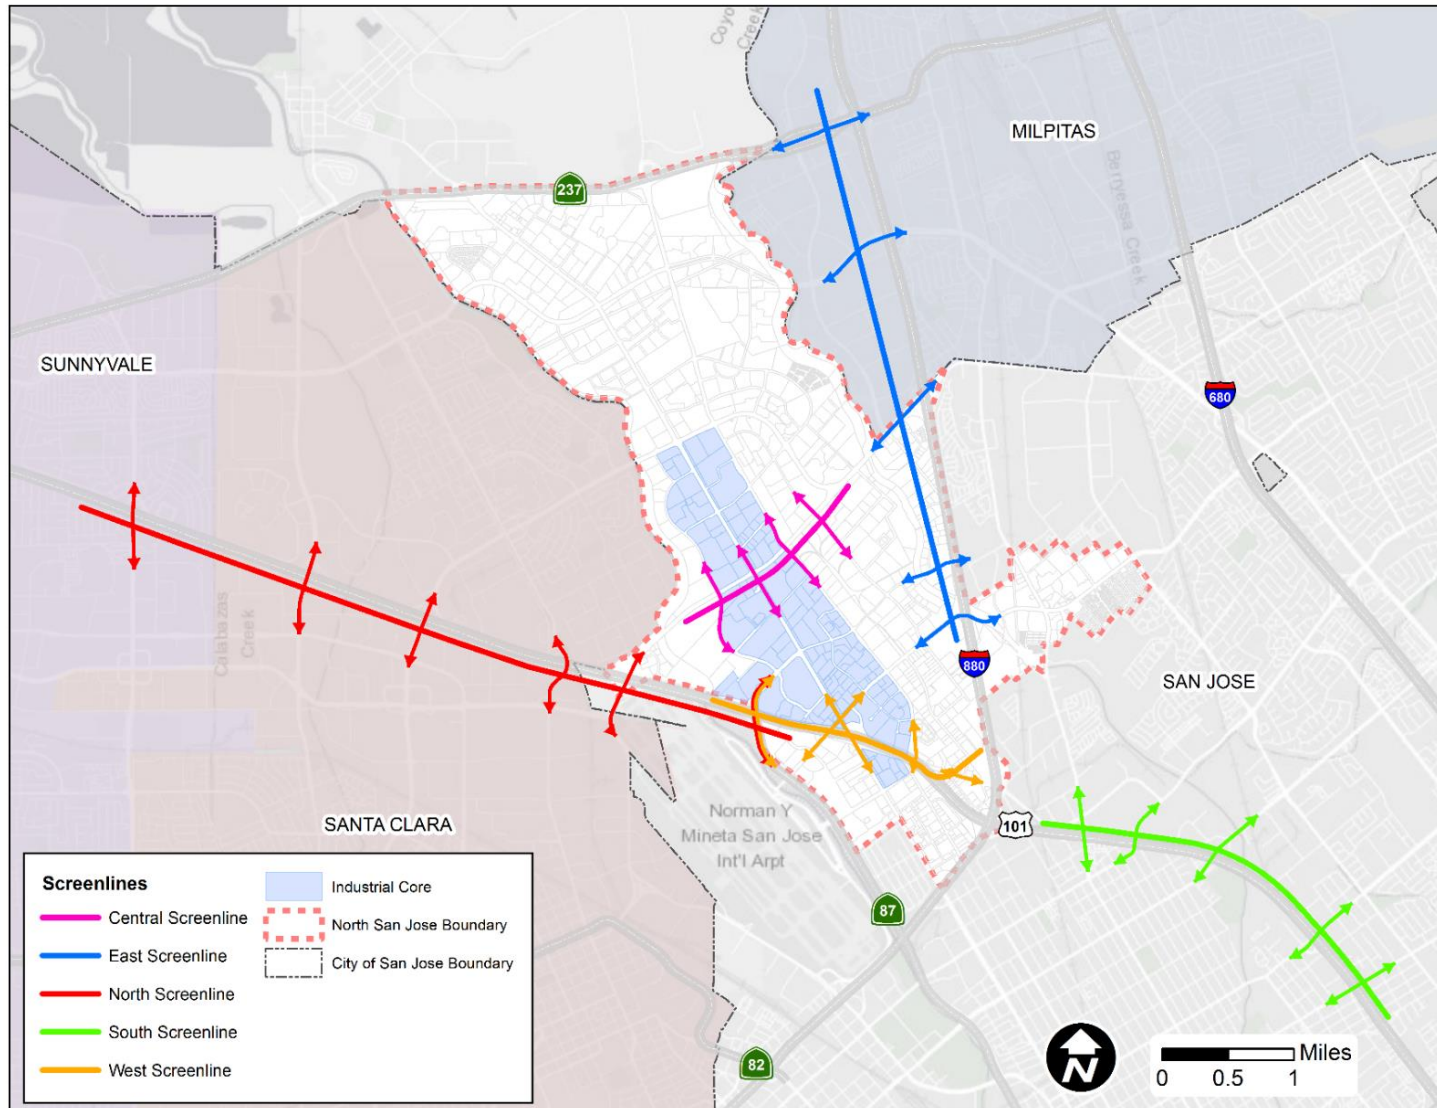 Coyo
Creek
MILPITAS
237
Berryessa Creek
SUNNYVALE
680
Calabazas
Creek
880
SAN JOSE
SANTA CLARA
Norman Y
Mineta San Jose
Int'l Arpt
101
87
82
Screenlines
Central Screenline
East Screenline
North Screenline
South Screenline
West Screenline
Industrial Core
North San Jose Boundary
City of San Jose Boundary
N
Miles
0 0.5 1